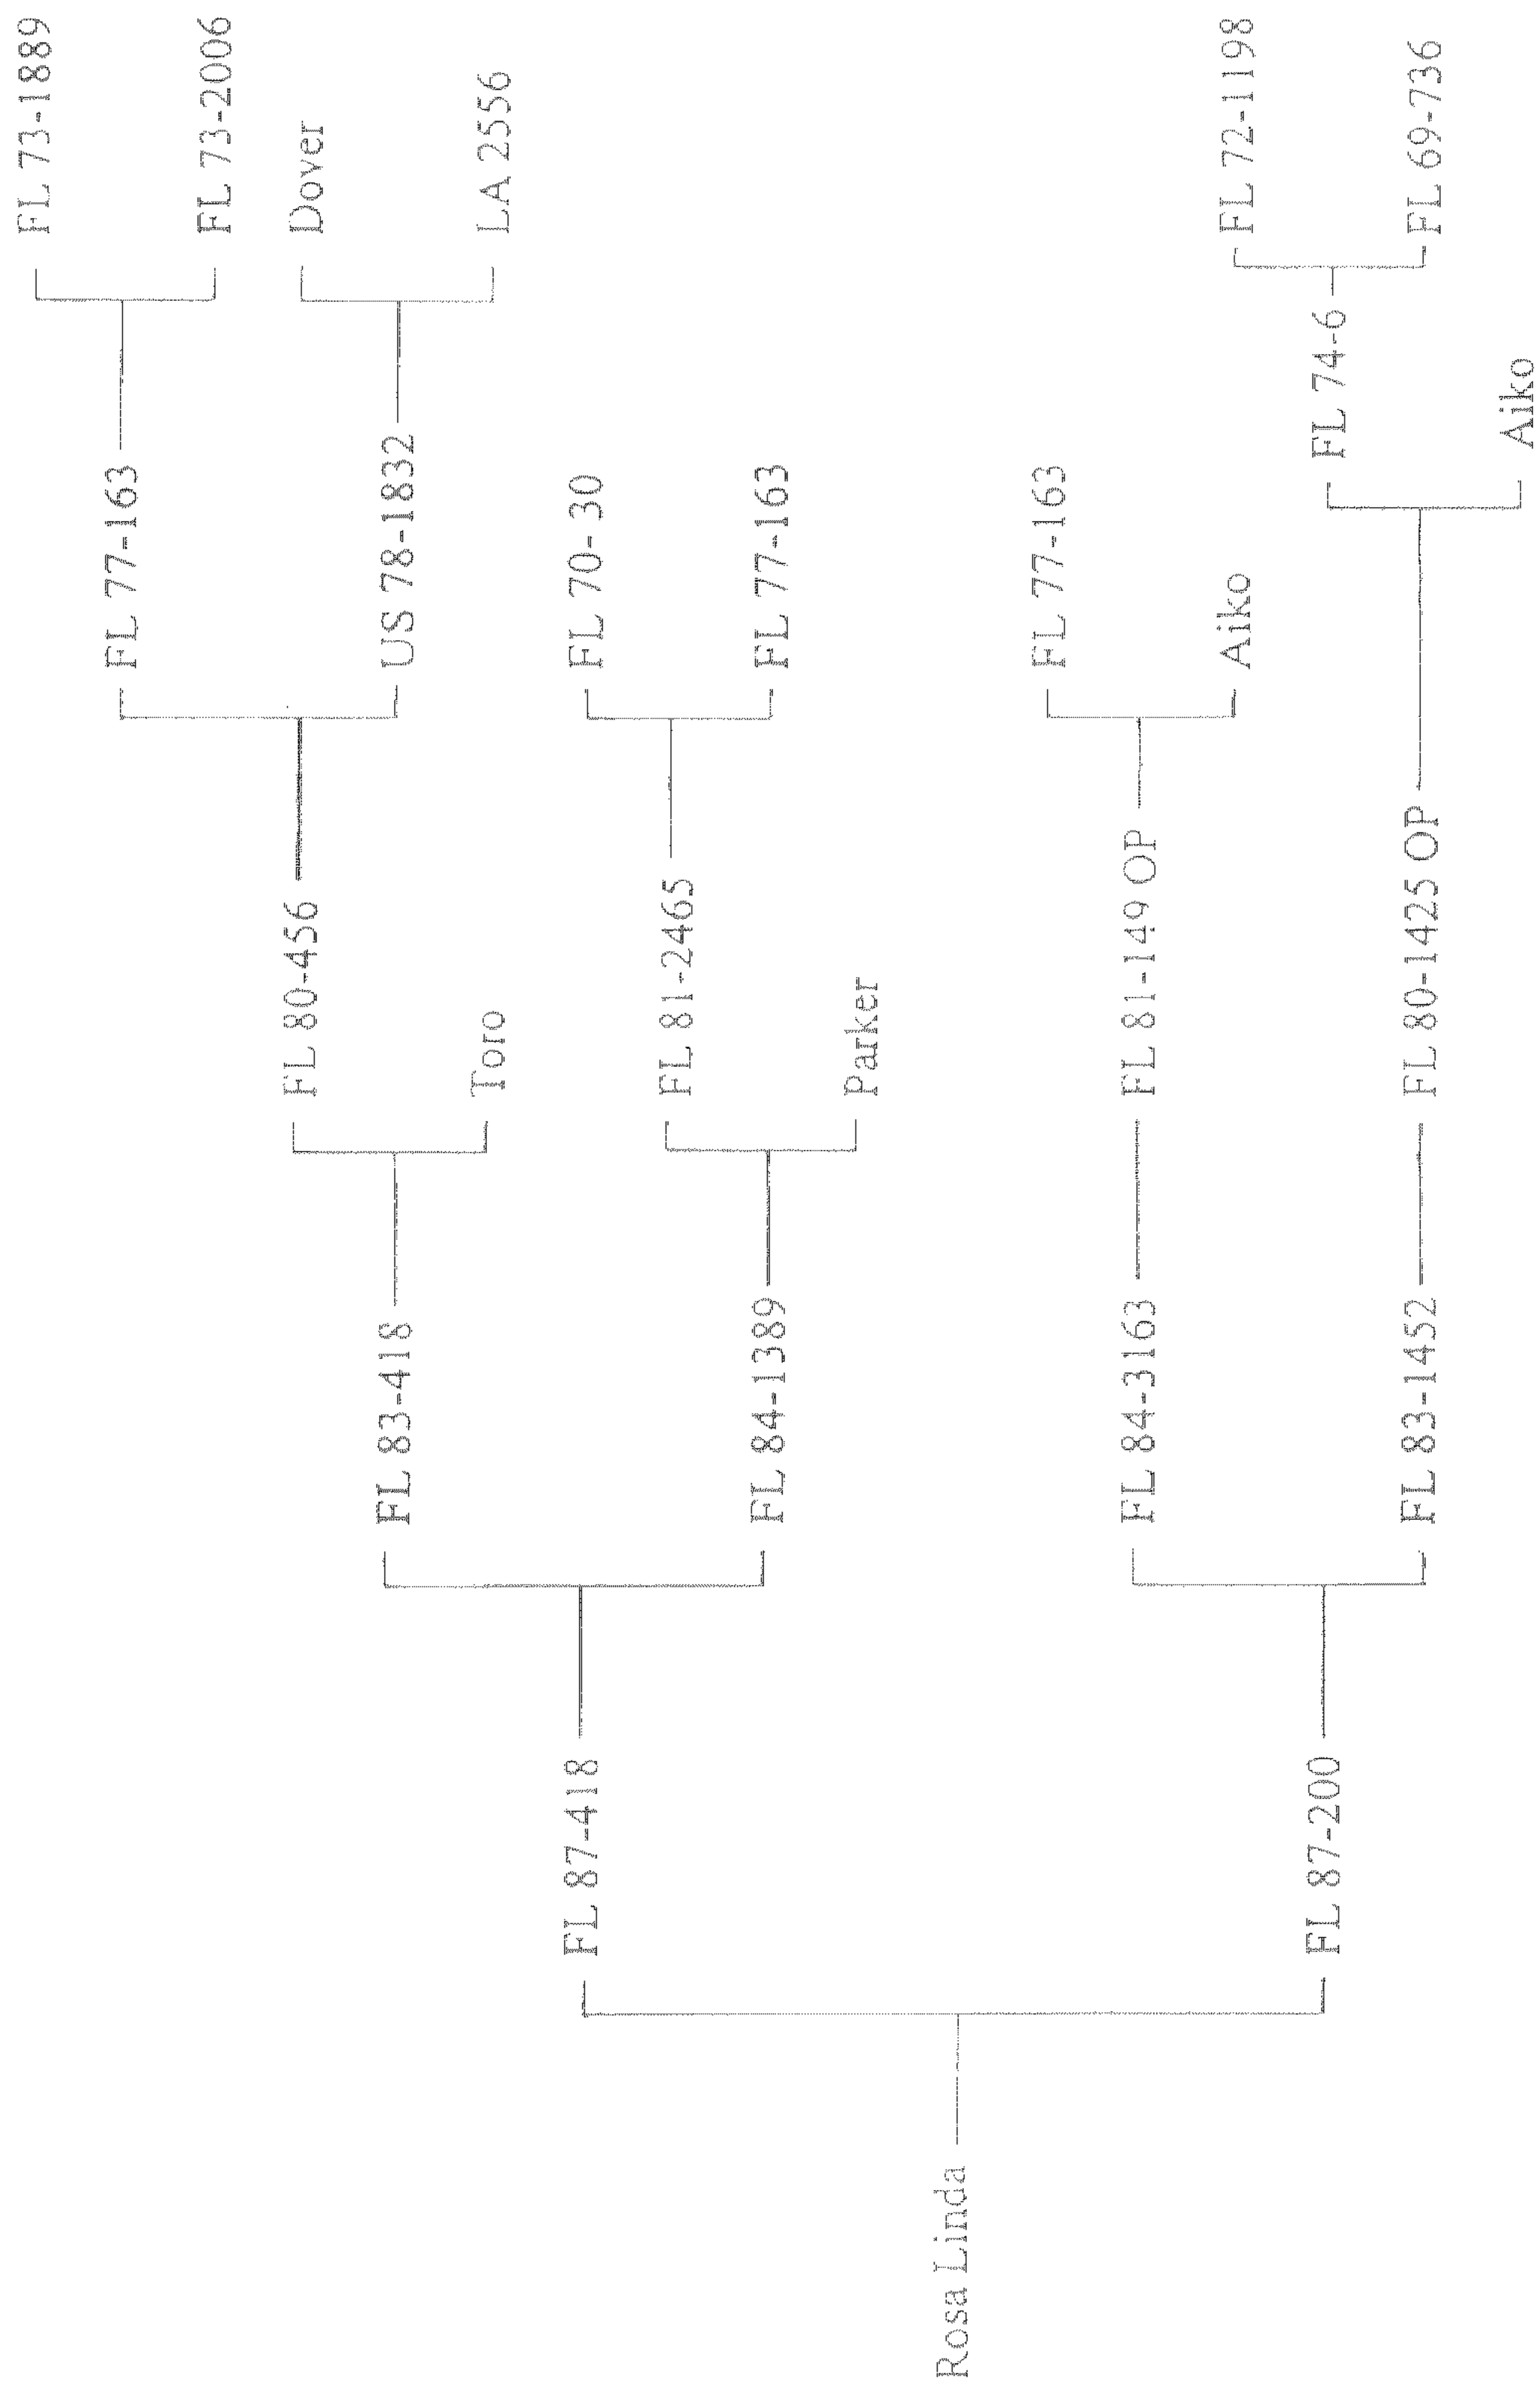 FL 73-1889
FL 77-163
FL 73-2006
FL 80-456
Dover
US 78-1832
LA 2556
FL 83-418
Toro
FL 87-418
FL 70- 30
FL 81-2465
FL 77-163
FL 84-1389
Parker
Rosa Linda
FL 77-163
FL 84-3163
FL 81-149 OP
Aiko
FL 87-200
FL 72-1198
FL 74-6
FL 69-736
FL 83-1452
FL 80-1425 OP
Aiko